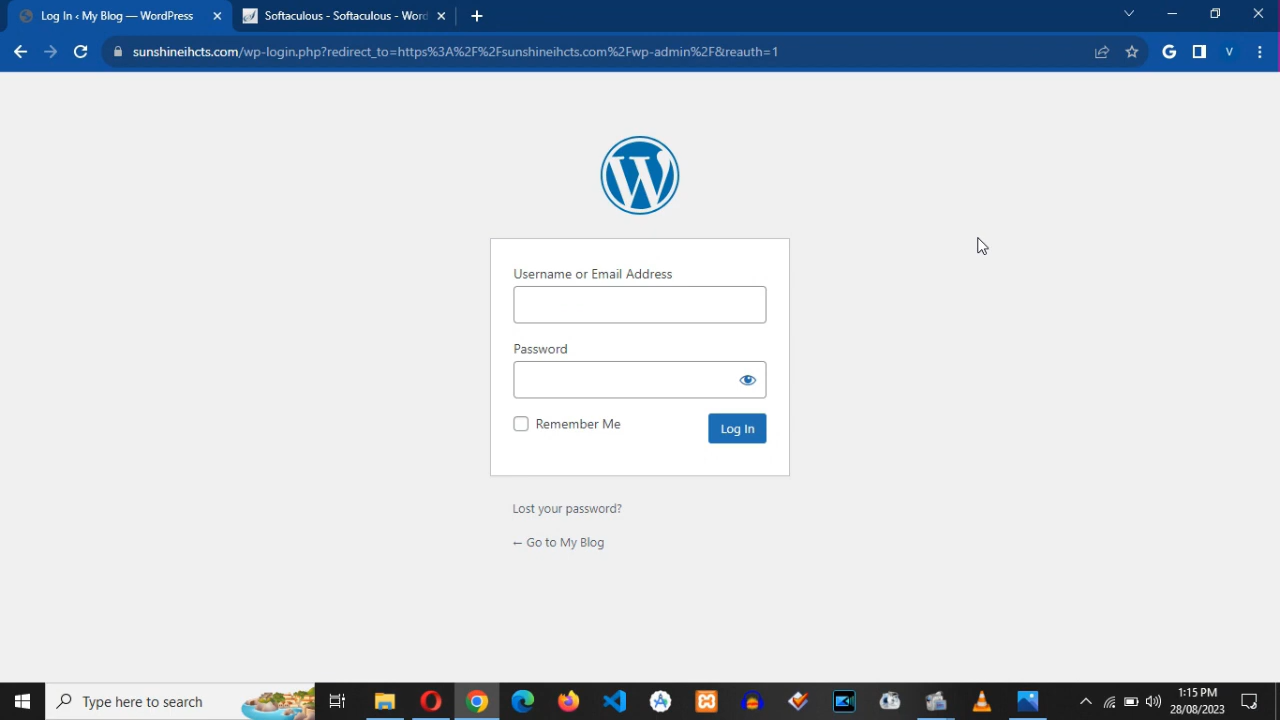 Log In ‹ My Blog — WordPress
Softaculous - Softaculous - Word
sunshineihcts.com/wp-login.php?redirect_to=https%3A%2F%2Fsunshineihcts.com%2Fwp-admin%2F&reauth=1
V
Username or Email Address
Password
Remember Me
Log In
Lost your password?
← Go to My Blog
Type here to search
1:15 PM
28/08/2023